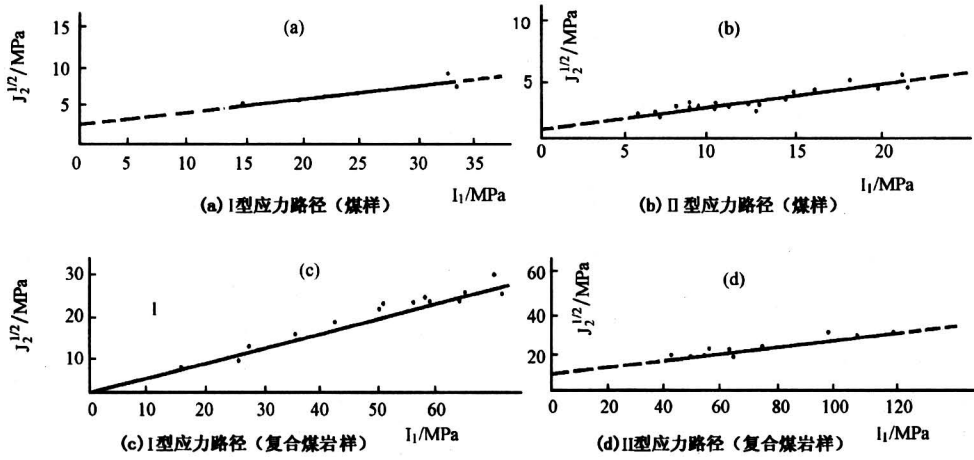 (a)
J₂^{1/2}/MPa
15
10
5
0 5 10 15 20 25 30 35
I₁/MPa
(a) I型应力路径（煤样）
(b)
J₂^{1/2}/MPa
10
5
0 5 10 15 20
I₁/MPa
(b) II型应力路径（煤样）
(c)
J₂^{1/2}/MPa
30
20
10
0 10 20 30 40 50 60
I₁/MPa
(c) I型应力路径（复合煤岩样）
(d)
J₂^{1/2}/MPa
60
40
20
0 20 40 60 80 100 120
I₁/MPa
(d) II型应力路径（复合煤岩样）